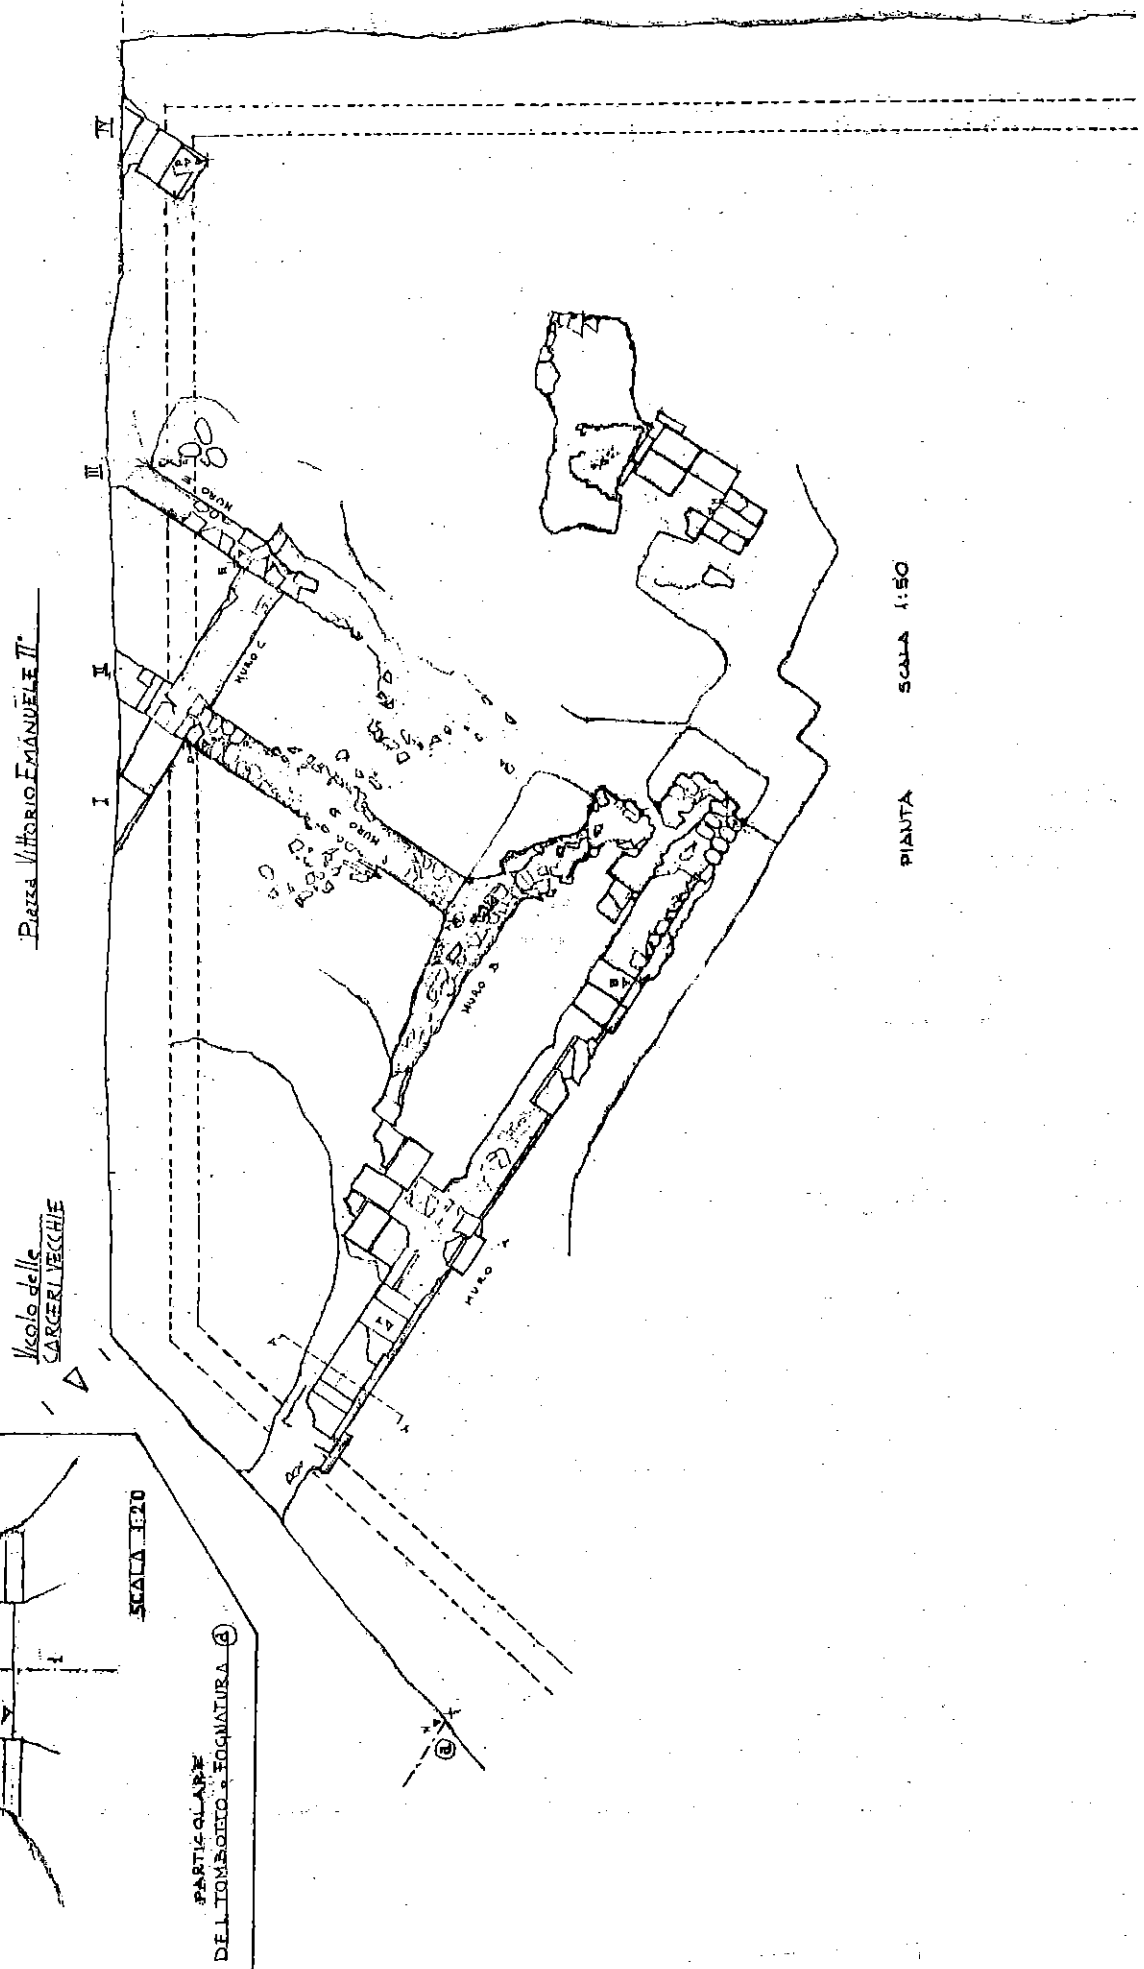 Piazza Vittorio Emanuele II°
Vicolo delle
CARCERI VECCHIE
I
II
III
IV
MURO
MURO C
MURO
MURO
MURO
PIANTA SCALA 1:50
SCALA 1:20
PARTICOLARE
DEL TOMBOTTO - FOGNATURA a
a